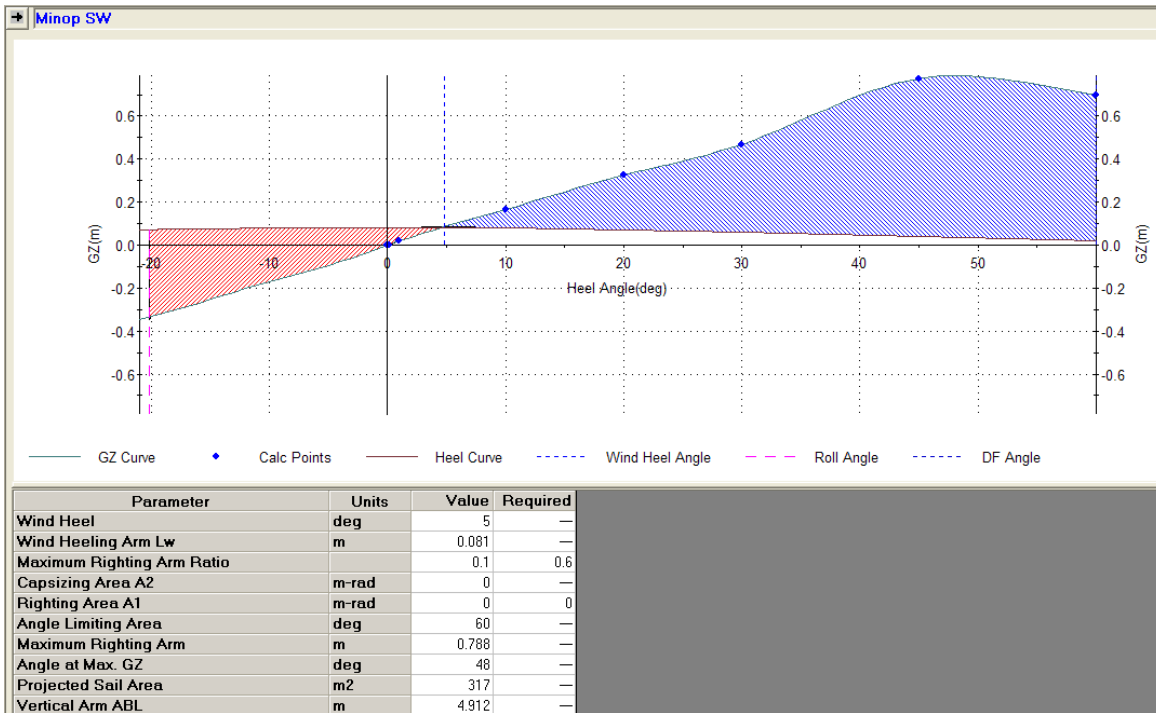 Minop SW
0.6 0.6
0.4 0.4
0.2 0.2
GZ(m) 0.0 0.0 GZ(m)
-20 -10 0 10 20 30 40 50
Heel Angle(deg)
-0.2 -0.2
-0.4 -0.4
-0.6 -0.6
GZ Curve Calc Points Heel Curve Wind Heel Angle Roll Angle DF Angle
Parameter Units Value Required
Wind Heel deg 5 —
Wind Heeling Arm Lw m 0.081 —
Maximum Righting Arm Ratio 0.1 0.6
Capsizing Area A2 m-rad 0 —
Righting Area A1 m-rad 0 0
Angle Limiting Area deg 60 —
Maximum Righting Arm m 0.788 —
Angle at Max. GZ deg 48 —
Projected Sail Area m2 317 —
Vertical Arm ABL m 4.912 —